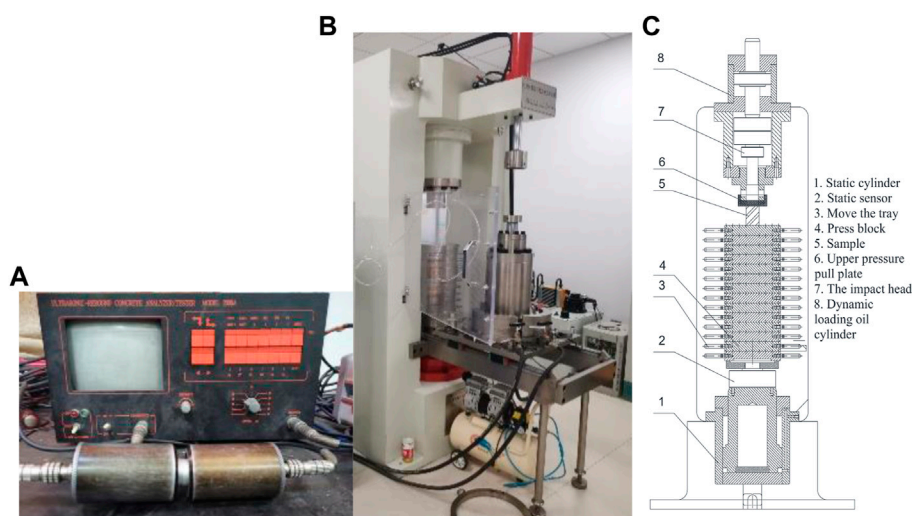 A
B
C
ULTRASONIC-REBOUND CONCRETE ANALYSOR/TESTER MODEL
8
7
6
5
4
3
2
1
1. Static cylinder
2. Static sensor
3. Move the tray
4. Press block
5. Sample
6. Upper pressure
pull plate
7. The impact head
8. Dynamic
loading oil
cylinder